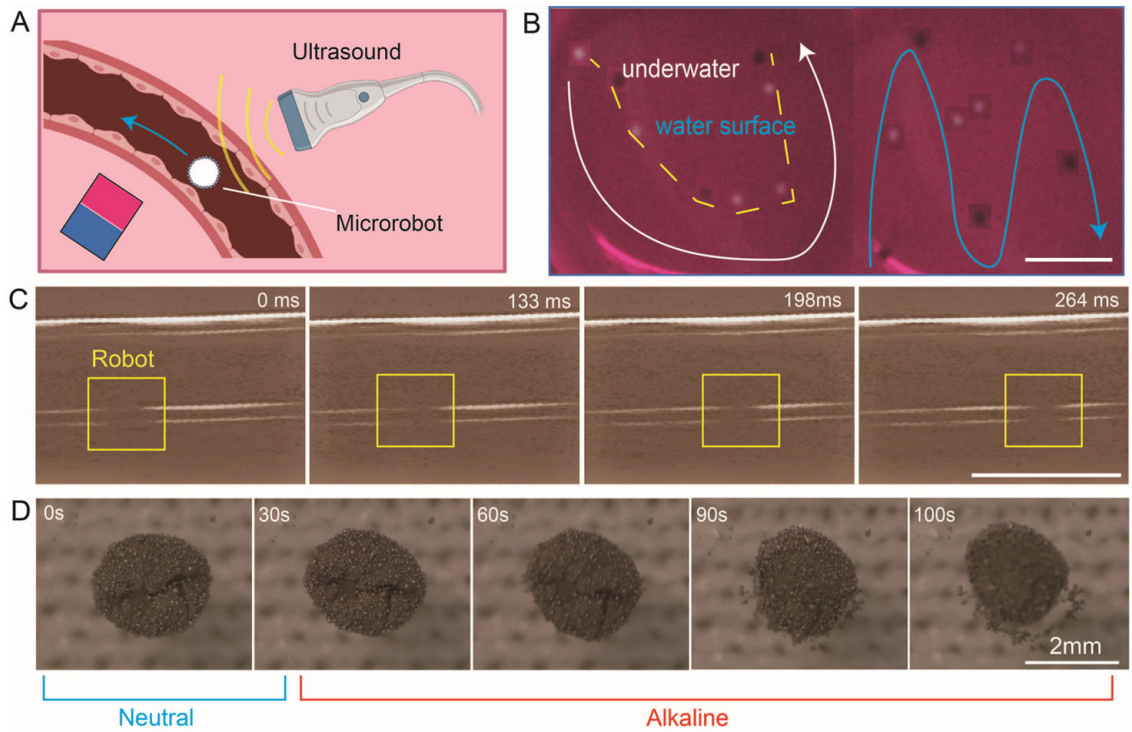 A
Ultrasound
Microrobot
B
underwater
water surface
C
0 ms
133 ms
198ms
264 ms
Robot
D
0s
30s
60s
90s
100s
2mm
Neutral
Alkaline